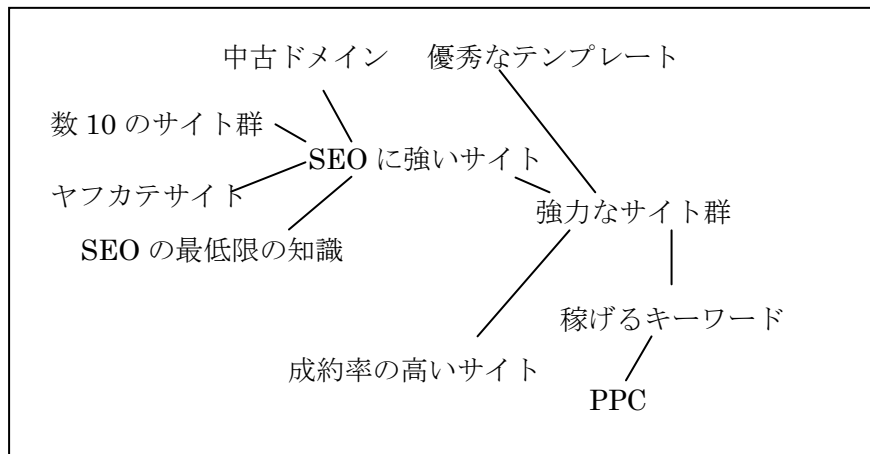 中古ドメイン 優秀なテンプレート
数 10 のサイト群
SEO に強いサイト
ヤフカテサイト
強力なサイト群
SEO の最低限の知識
稼げるキーワード
成約率の高いサイト
PPC